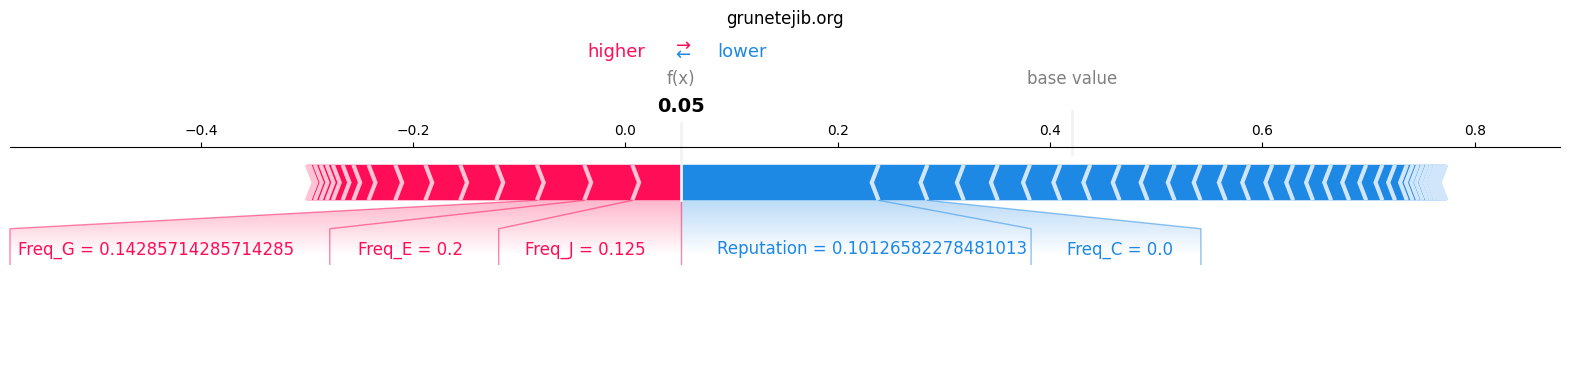 grunetejib.org
higher ⇄ lower
f(x) base value
0.05
−0.4 −0.2 0.0 0.2 0.4 0.6 0.8
Freq_G = 0.14285714285714285 Freq_E = 0.2 Freq_J = 0.125 Reputation = 0.10126582278481013 Freq_C = 0.0